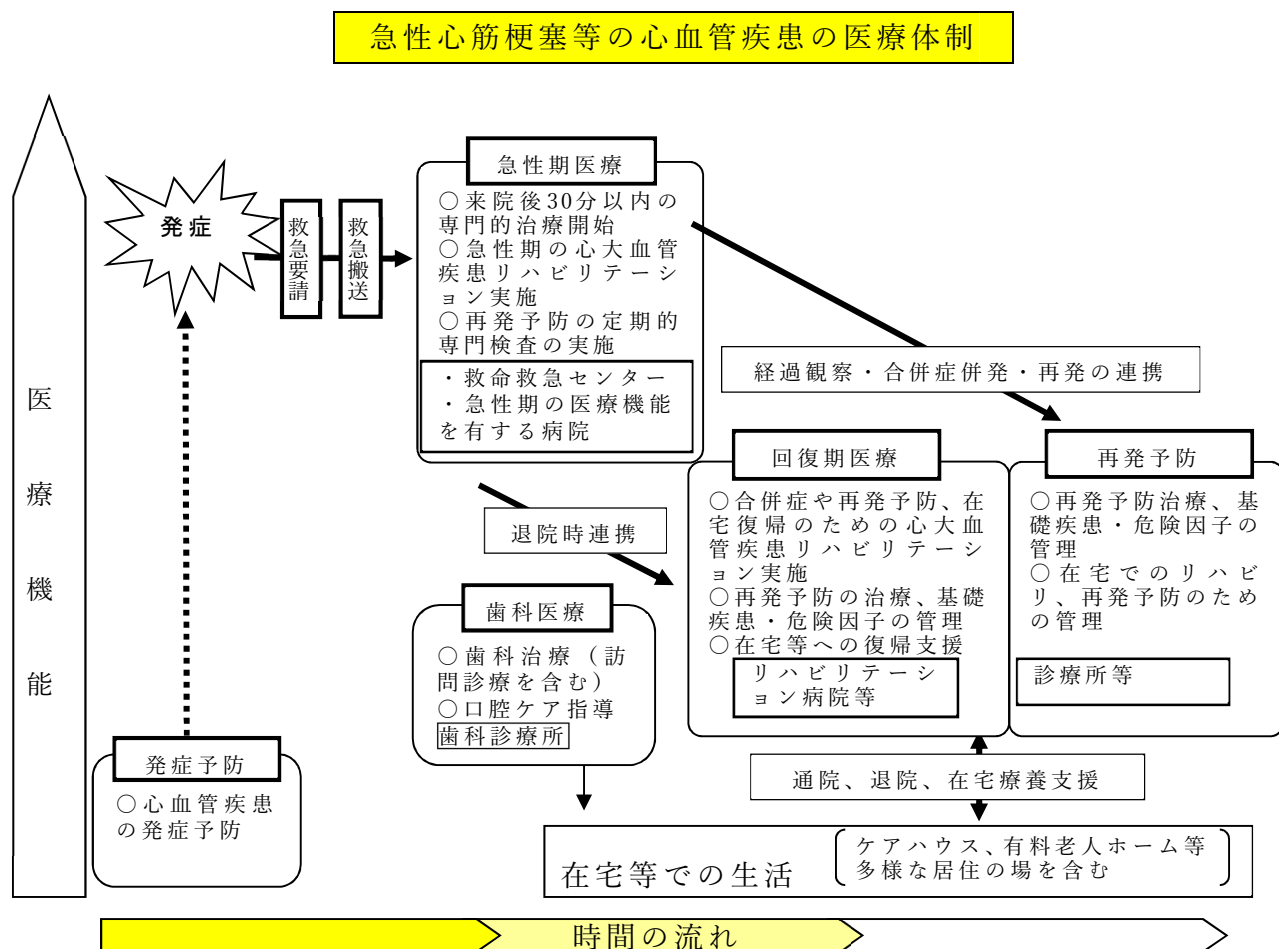 急性心筋梗塞等の心血管疾患の医療体制
医療機能
発症
救急要請
救急搬送
急性期医療
○来院後30分以内の
専門的治療開始
○急性期の心大血管
疾患リハビリテーシ
ョン実施
○再発予防の定期的
専門検査の実施
・救命救急センター
・急性期の医療機能
を有する病院
経過観察・合併症併発・再発の連携
退院時連携
回復期医療
○合併症や再発予防、在
宅復帰のための心大血
管疾患リハビリテーシ
ョン実施
○再発予防の治療、基礎
疾患・危険因子の管理
○在宅等への復帰支援
リハビリテーシ
ョン病院等
再発予防
○再発予防治療、基
礎疾患・危険因子の
管理
○在宅でのリハビ
リ、再発予防のため
の管理
診療所等
歯科医療
○歯科治療（訪
問診療を含む）
○口腔ケア指導
歯科診療所
発症予防
○心血管疾患
の発症予防
通院、退院、在宅療養支援
在宅等での生活
ケアハウス、有料老人ホーム等
多様な居住の場を含む
時間の流れ